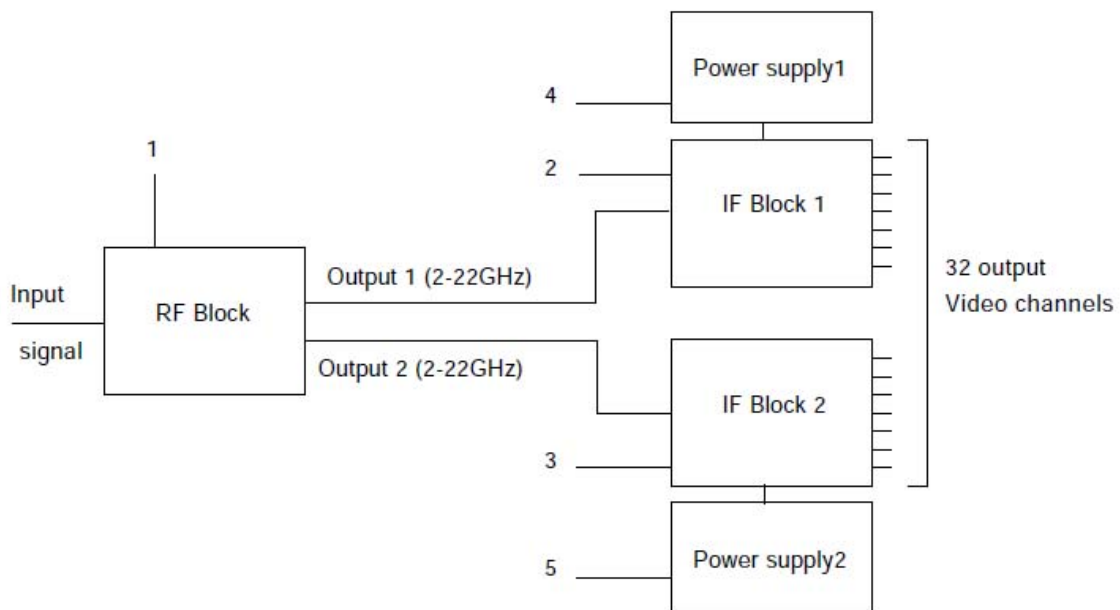 Power supply1
4
1
2
IF Block 1
Output 1 (2-22GHz)
32 output
Video channels
Input
RF Block
signal
Output 2 (2-22GHz)
IF Block 2
3
Power supply2
5